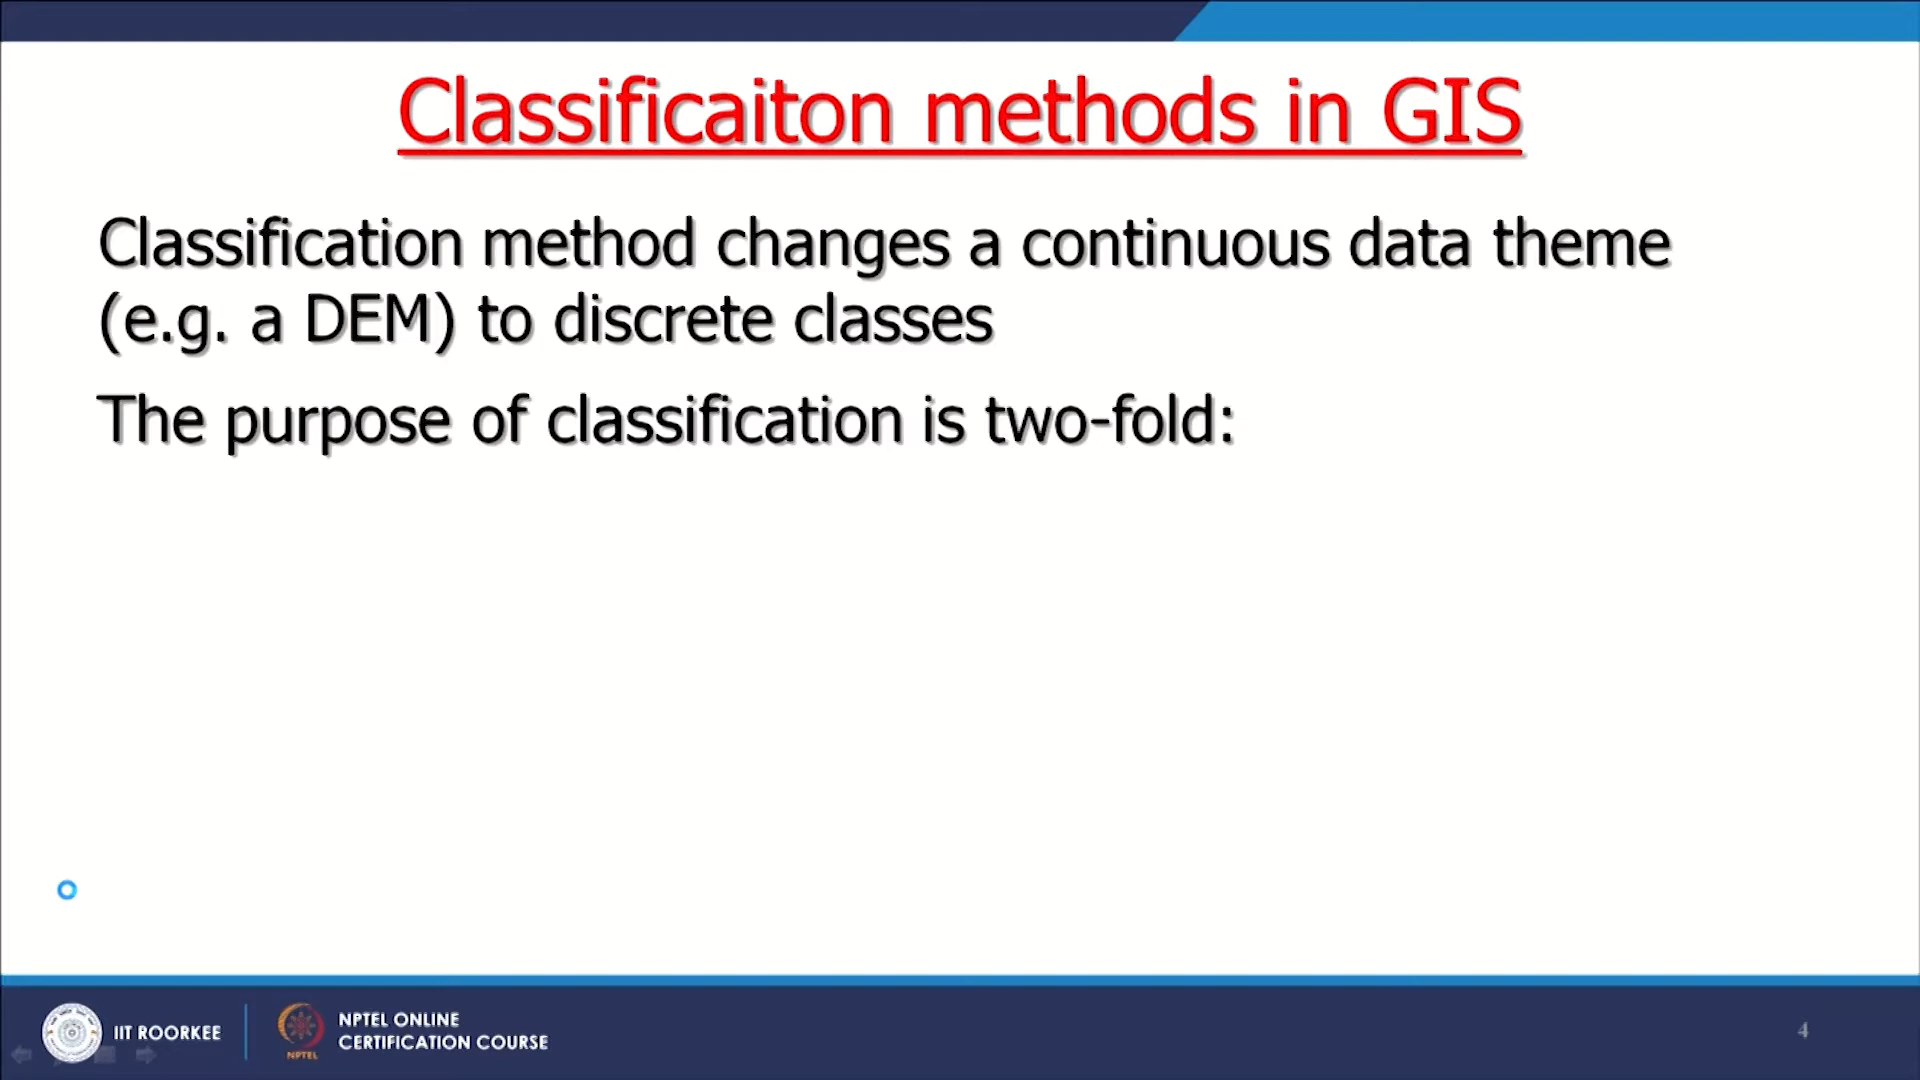 Classificaiton methods in GIS
Classification method changes a continuous data theme
(e.g. a DEM) to discrete classes
The purpose of classification is two-fold:
IIT ROORKEE
NPTEL
NPTEL ONLINE
CERTIFICATION COURSE
4